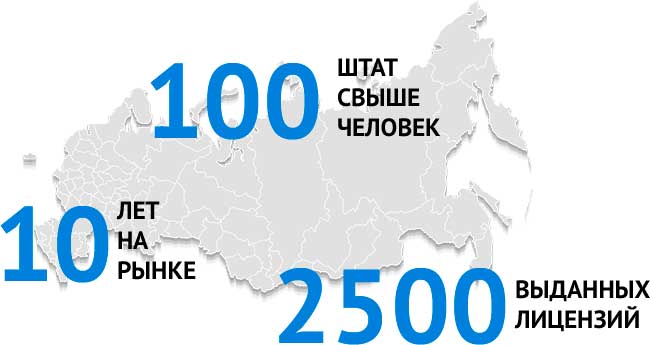 100
ШТАТ
СВЫШЕ
ЧЕЛОВЕК
10
ЛЕТ
НА
РЫНКЕ
2500
ВЫДАННЫХ
ЛИЦЕНЗИЙ